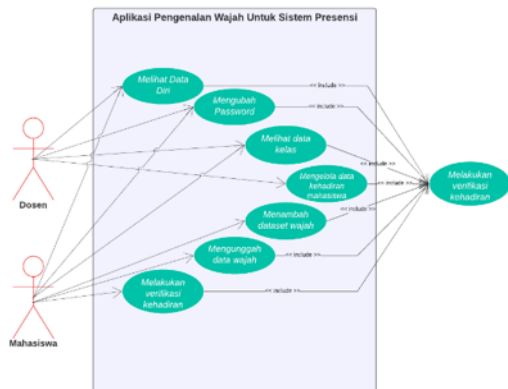 Aplikasi Pengenalan Wajah Untuk Sistem Presensi
Melihat Data
Diri
<< include >>
Mengubah
Password
<< include >>
Melihat data
kelas
<< include >>
Mengelola data
kehadiran
mahasiswa
<< include >>
Menambah
dataset wajah
<< include >>
Mengunggah
data wajah
<< include >>
Melakukan
verifikasi
kehadiran
<< include >>
Melakukan
verifikasi
kehadiran
Dosen
Mahasiswa